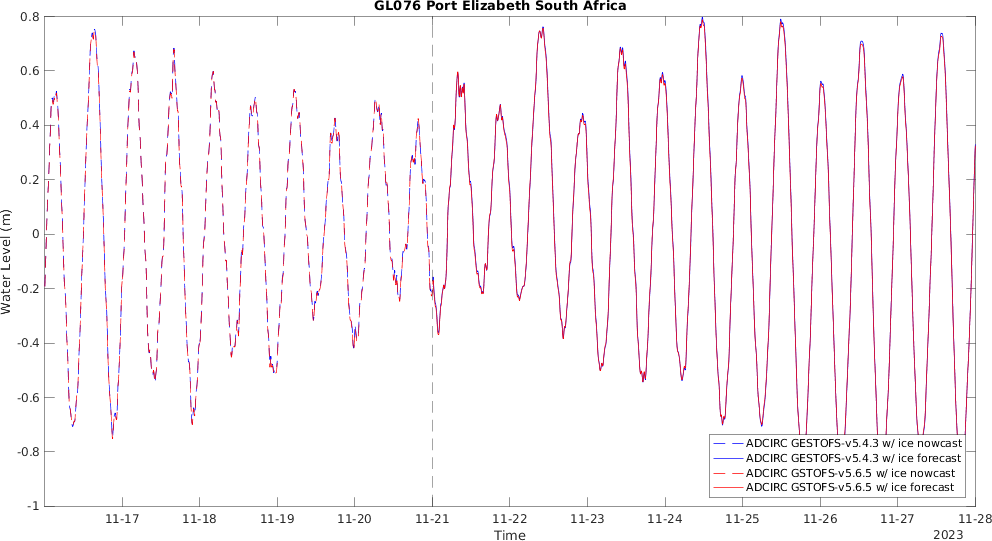 GL076 Port Elizabeth South Africa
0.8
0.6
0.4
0.2
0
-0.2
-0.4
-0.6
-0.8
-1
Water Level (m)
ADCIRC GESTOFS-v5.4.3 w/ ice nowcast
ADCIRC GESTOFS-v5.4.3 w/ ice forecast
ADCIRC GSTOFS-v5.6.5 w/ ice nowcast
ADCIRC GSTOFS-v5.6.5 w/ ice forecast
11-17 11-18 11-19 11-20 11-21 11-22 11-23 11-24 11-25 11-26 11-27 11-28
Time
2023